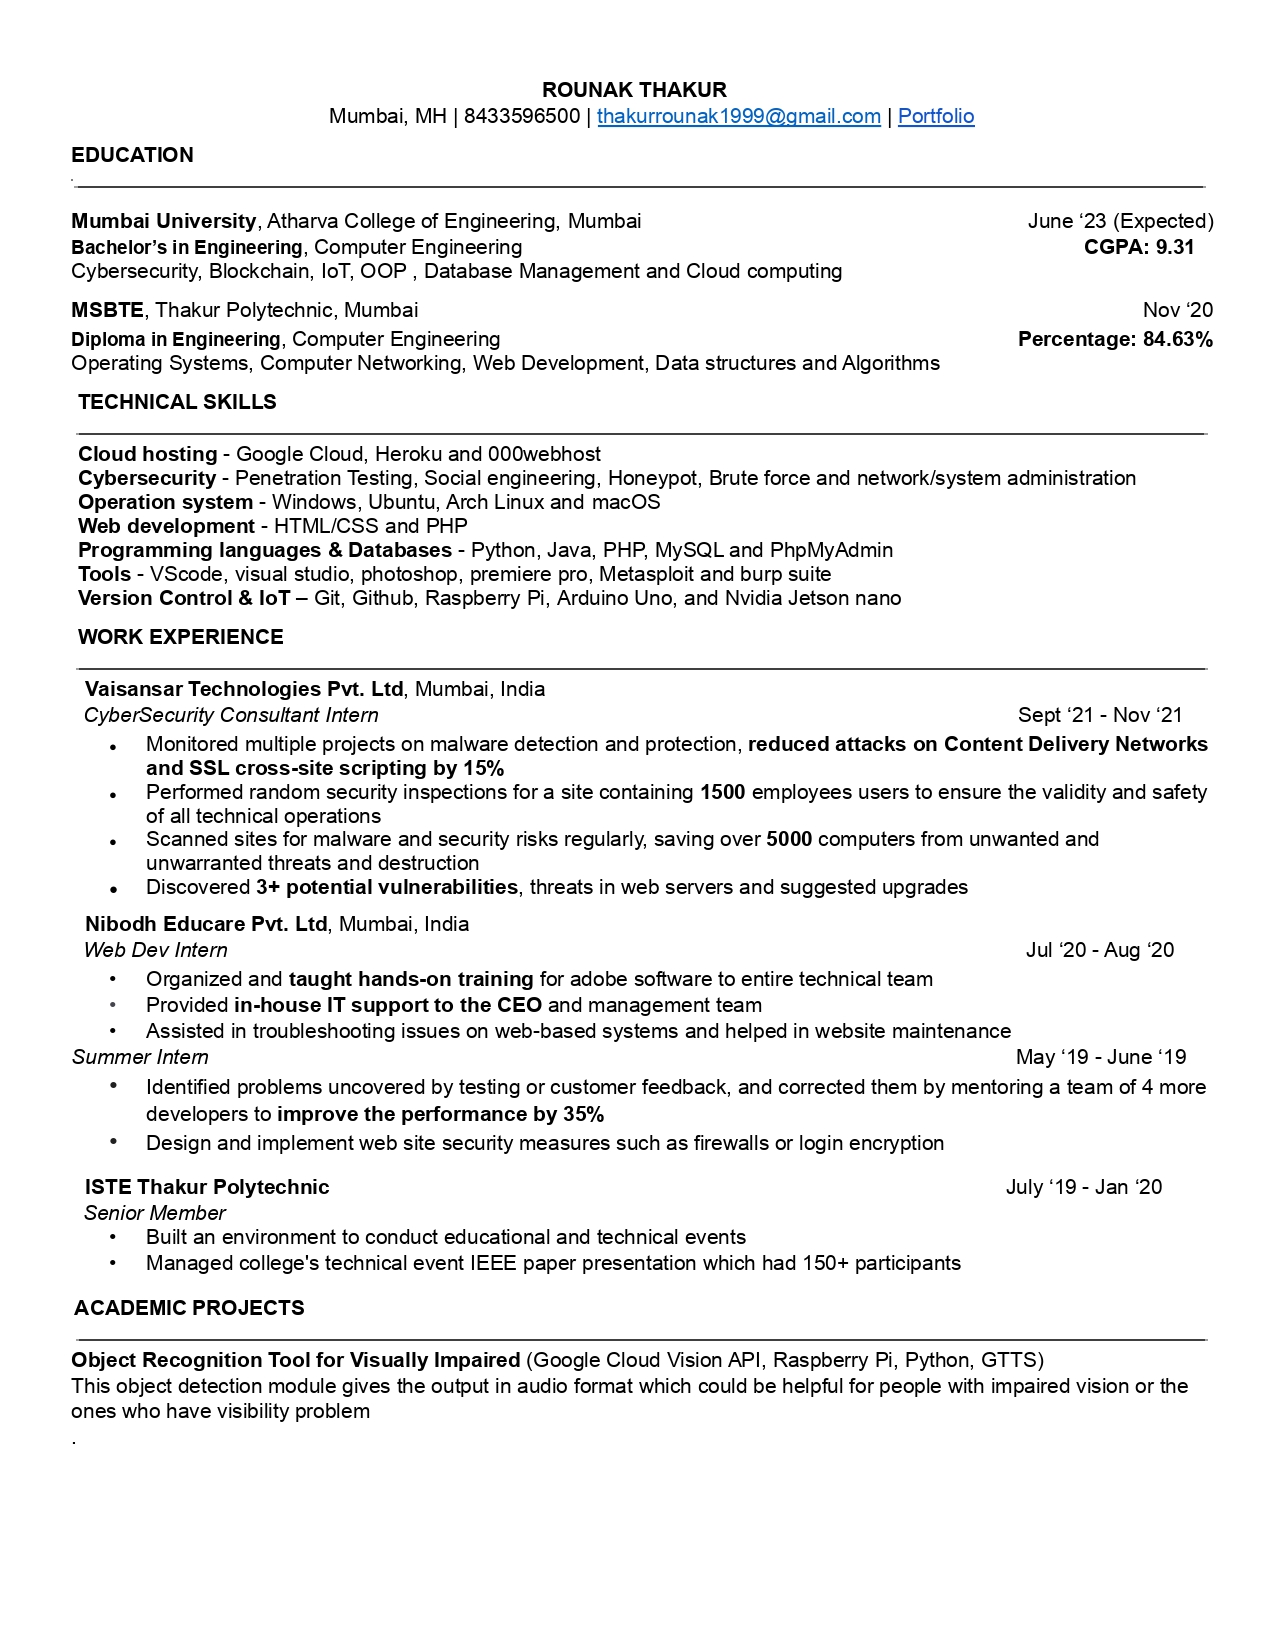 ROUNAK THAKUR
Mumbai, MH | 8433596500 | thakurrounak1999@gmail.com | Portfolio
EDUCATION
.
Mumbai University, Atharva College of Engineering, Mumbai June ‘23 (Expected)
Bachelor’s in Engineering, Computer Engineering CGPA: 9.31
Cybersecurity, Blockchain, IoT, OOP , Database Management and Cloud computing
MSBTE, Thakur Polytechnic, Mumbai Nov ‘20
Diploma in Engineering, Computer Engineering Percentage: 84.63%
Operating Systems, Computer Networking, Web Development, Data structures and Algorithms
TECHNICAL SKILLS
Cloud hosting - Google Cloud, Heroku and 000webhost
Cybersecurity - Penetration Testing, Social engineering, Honeypot, Brute force and network/system administration
Operation system - Windows, Ubuntu, Arch Linux and macOS
Web development - HTML/CSS and PHP
Programming languages & Databases - Python, Java, PHP, MySQL and PhpMyAdmin
Tools - VScode, visual studio, photoshop, premiere pro, Metasploit and burp suite
Version Control & IoT – Git, Github, Raspberry Pi, Arduino Uno, and Nvidia Jetson nano
WORK EXPERIENCE
Vaisansar Technologies Pvt. Ltd, Mumbai, India
CyberSecurity Consultant Intern Sept ‘21 - Nov ‘21
• Monitored multiple projects on malware detection and protection, reduced attacks on Content Delivery Networks
and SSL cross-site scripting by 15%
• Performed random security inspections for a site containing 1500 employees users to ensure the validity and safety
of all technical operations
• Scanned sites for malware and security risks regularly, saving over 5000 computers from unwanted and
unwarranted threats and destruction
• Discovered 3+ potential vulnerabilities, threats in web servers and suggested upgrades
Nibodh Educare Pvt. Ltd, Mumbai, India
Web Dev Intern Jul ‘20 - Aug ‘20
• Organized and taught hands-on training for adobe software to entire technical team
• Provided in-house IT support to the CEO and management team
• Assisted in troubleshooting issues on web-based systems and helped in website maintenance
Summer Intern May ‘19 - June ‘19
• Identified problems uncovered by testing or customer feedback, and corrected them by mentoring a team of 4 more
developers to improve the performance by 35%
• Design and implement web site security measures such as firewalls or login encryption
ISTE Thakur Polytechnic July ‘19 - Jan ‘20
Senior Member
• Built an environment to conduct educational and technical events
• Managed college's technical event IEEE paper presentation which had 150+ participants
ACADEMIC PROJECTS
Object Recognition Tool for Visually Impaired (Google Cloud Vision API, Raspberry Pi, Python, GTTS)
This object detection module gives the output in audio format which could be helpful for people with impaired vision or the
ones who have visibility problem
.